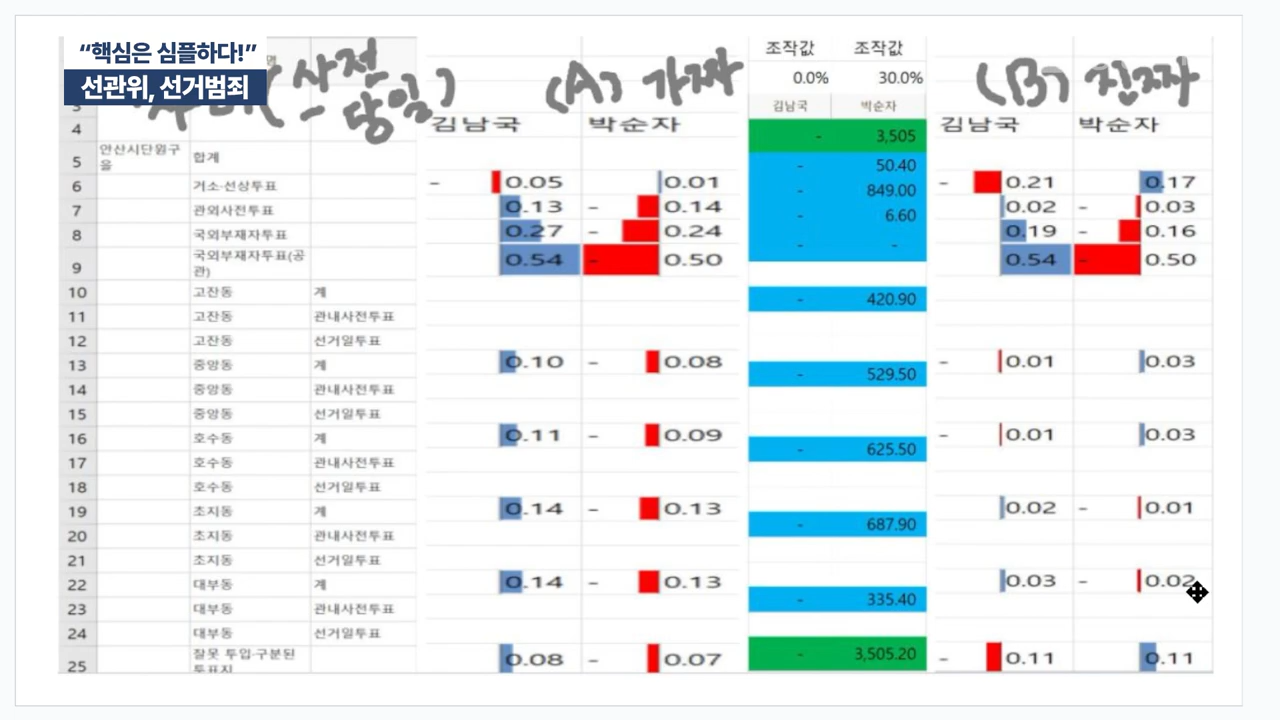 “핵심은 심플하다!”
선관위, 선거범죄
사전
- 당일)
(A) 가짜
조작값 조작값
0.0% 30.0%
김남국 박순자
(B) 진짜
김남국 박순자
김남국 박순자
4 - 3,505
5 안산시단원구을 합계 - 50.40
6 거소·선상투표 - 0.05 0.01 - 849.00 - 0.21 0.17
7 관외사전투표 0.13 - 0.14 - 6.60 0.02 - 0.03
8 국외부재자투표 0.27 - 0.24 - - 0.19 - 0.16
9 국외부재자투표(공관) 0.54 - 0.50 0.54 - 0.50
10 고잔동 계 - 420.90
11 고잔동 관내사전투표
12 고잔동 선거일투표
13 중앙동 계 0.10 - 0.08 - 529.50 - 0.01 0.03
14 중앙동 관내사전투표
15 중앙동 선거일투표
16 호수동 계 0.11 - 0.09 - 625.50 - 0.01 0.03
17 호수동 관내사전투표
18 호수동 선거일투표
19 초지동 계 0.14 - 0.13 - 687.90 0.02 - 0.01
20 초지동 관내사전투표
21 초지동 선거일투표
22 대부동 계 0.14 - 0.13 - 335.40 0.03 - 0.02
23 대부동 관내사전투표
24 대부동 선거일투표
25 잘못 투입·구분된 투표지 0.08 - 0.07 - 3,505.20 - 0.11 0.11